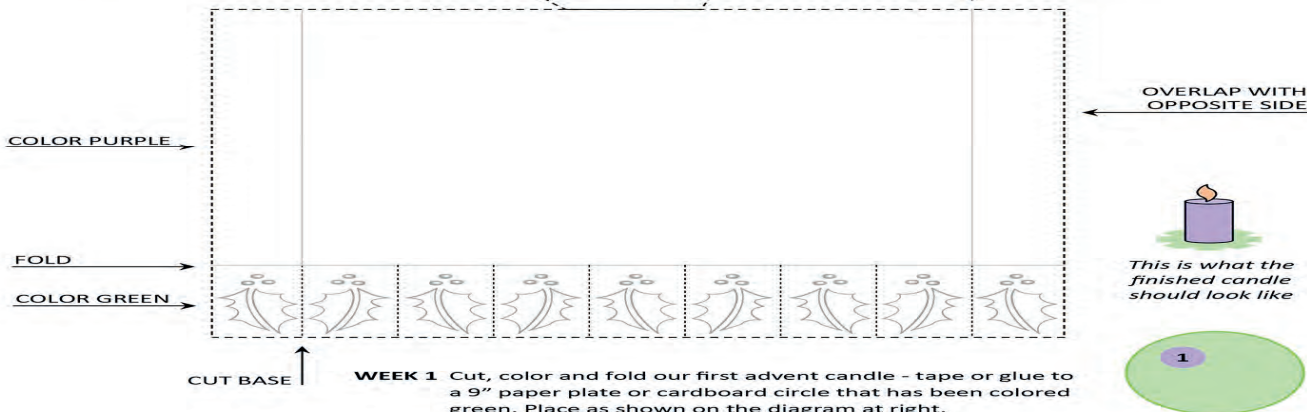 COLOR PURPLE
OVERLAP WITH
OPPOSITE SIDE
FOLD
COLOR GREEN
This is what the
finished candle
should look like
1
CUT BASE
WEEK 1 Cut, color and fold our first advent candle - tape or glue to
a 9” paper plate or cardboard circle that has been colored
green. Place as shown on the diagram at right.